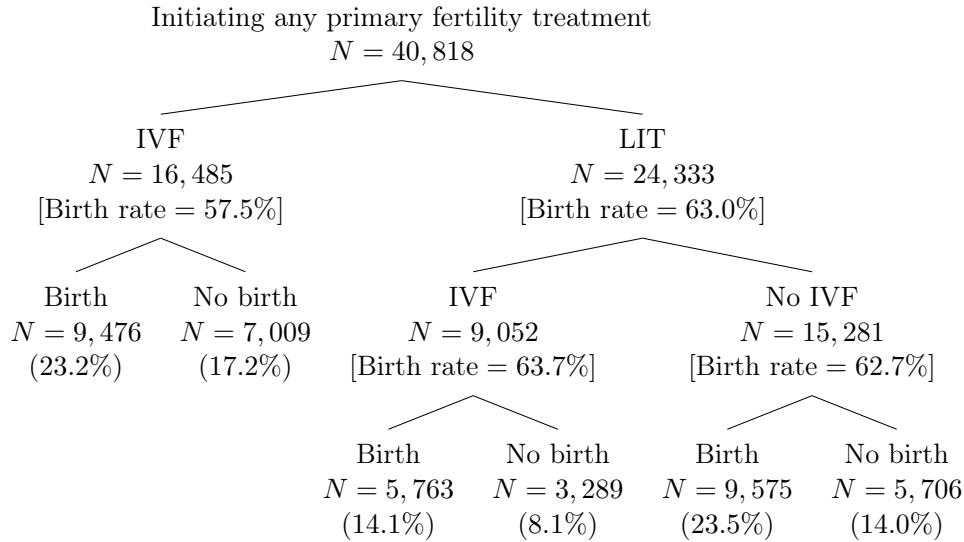 Initiating any primary fertility treatment
N = 40,818
IVF
N = 16,485
[Birth rate = 57.5%]
LIT
N = 24,333
[Birth rate = 63.0%]
Birth
N = 9,476
(23.2%)
No birth
N = 7,009
(17.2%)
IVF
N = 9,052
[Birth rate = 63.7%]
No IVF
N = 15,281
[Birth rate = 62.7%]
Birth
N = 5,763
(14.1%)
No birth
N = 3,289
(8.1%)
Birth
N = 9,575
(23.5%)
No birth
N = 5,706
(14.0%)